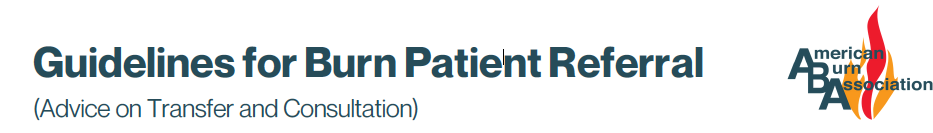 Guidelines for Burn Patient Referral
(Advice on Transfer and Consultation)
American
Burn
Association